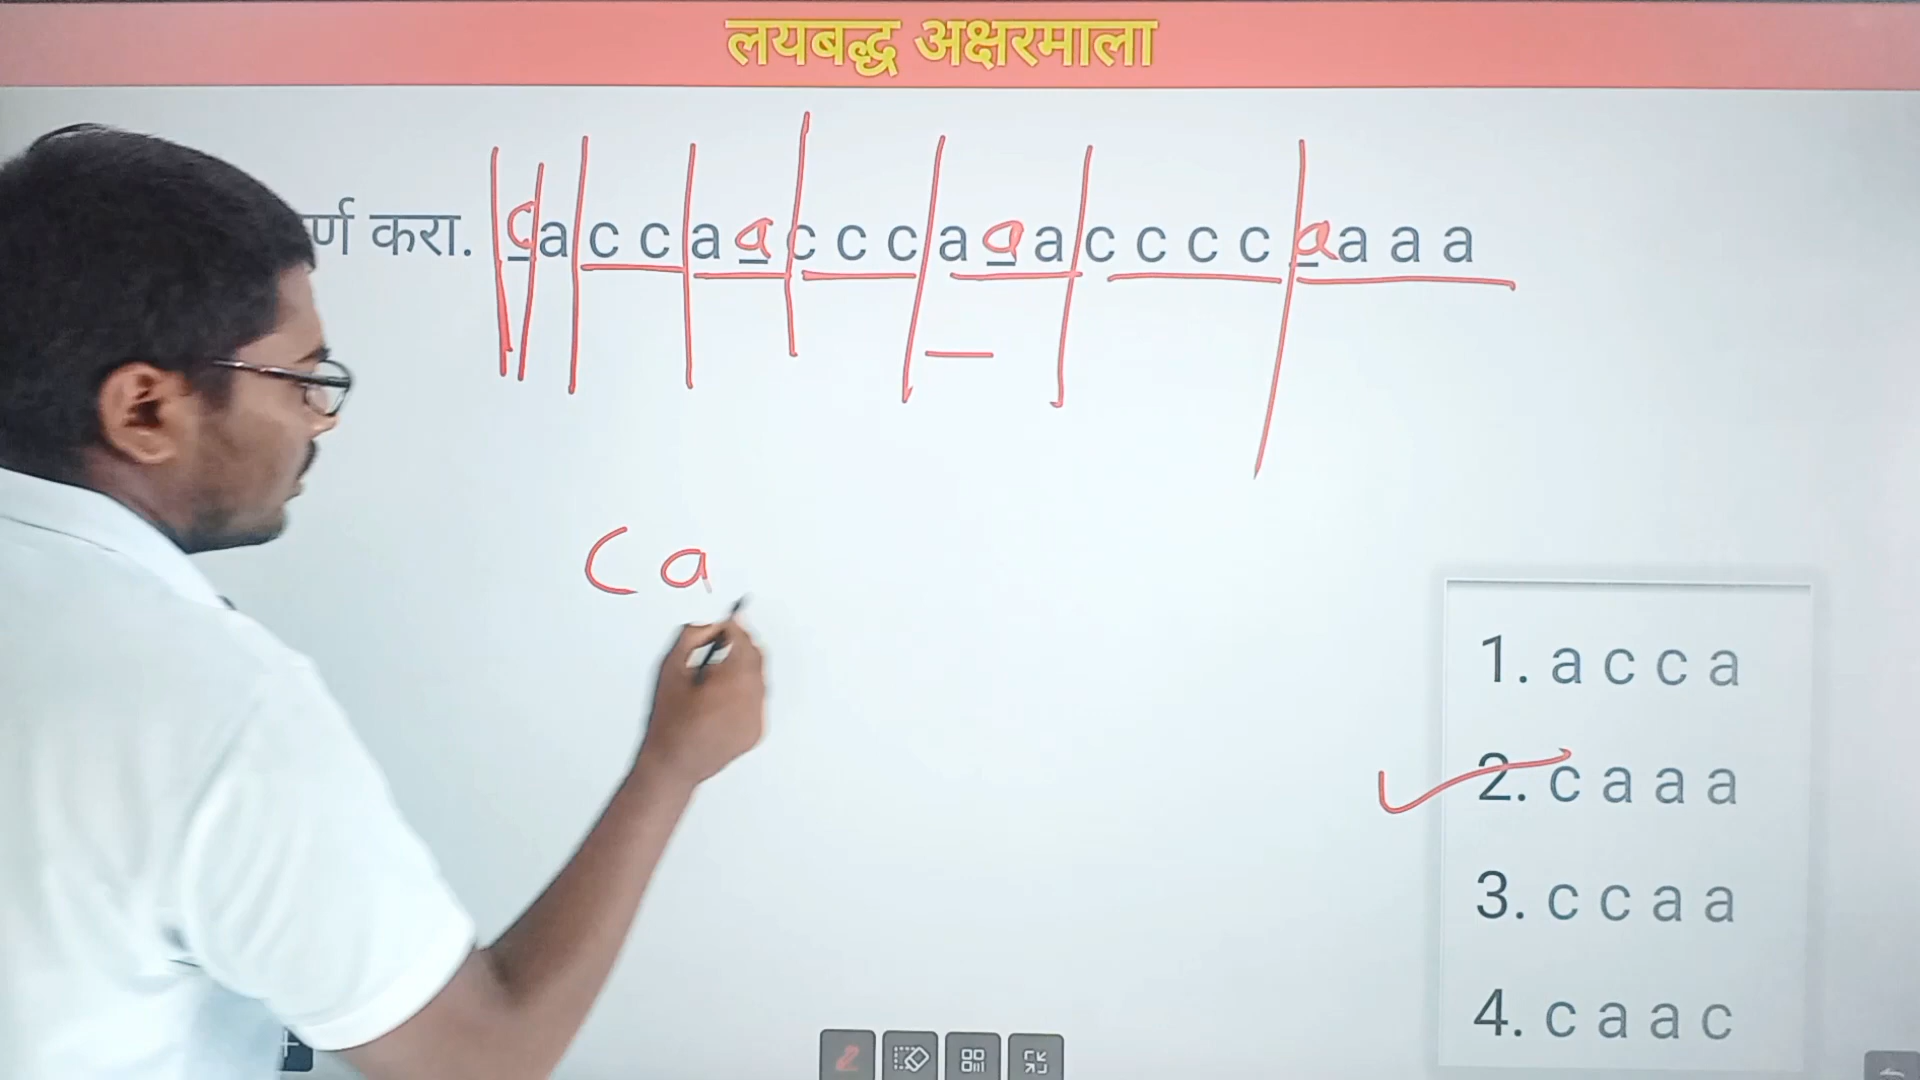 लयबद्ध अक्षरमाला
र्ण करा. c a c c a a c c c a a a c c c c a a a a
c a
1. a c c a
2. c a a a
3. c c a a
4. c a a c